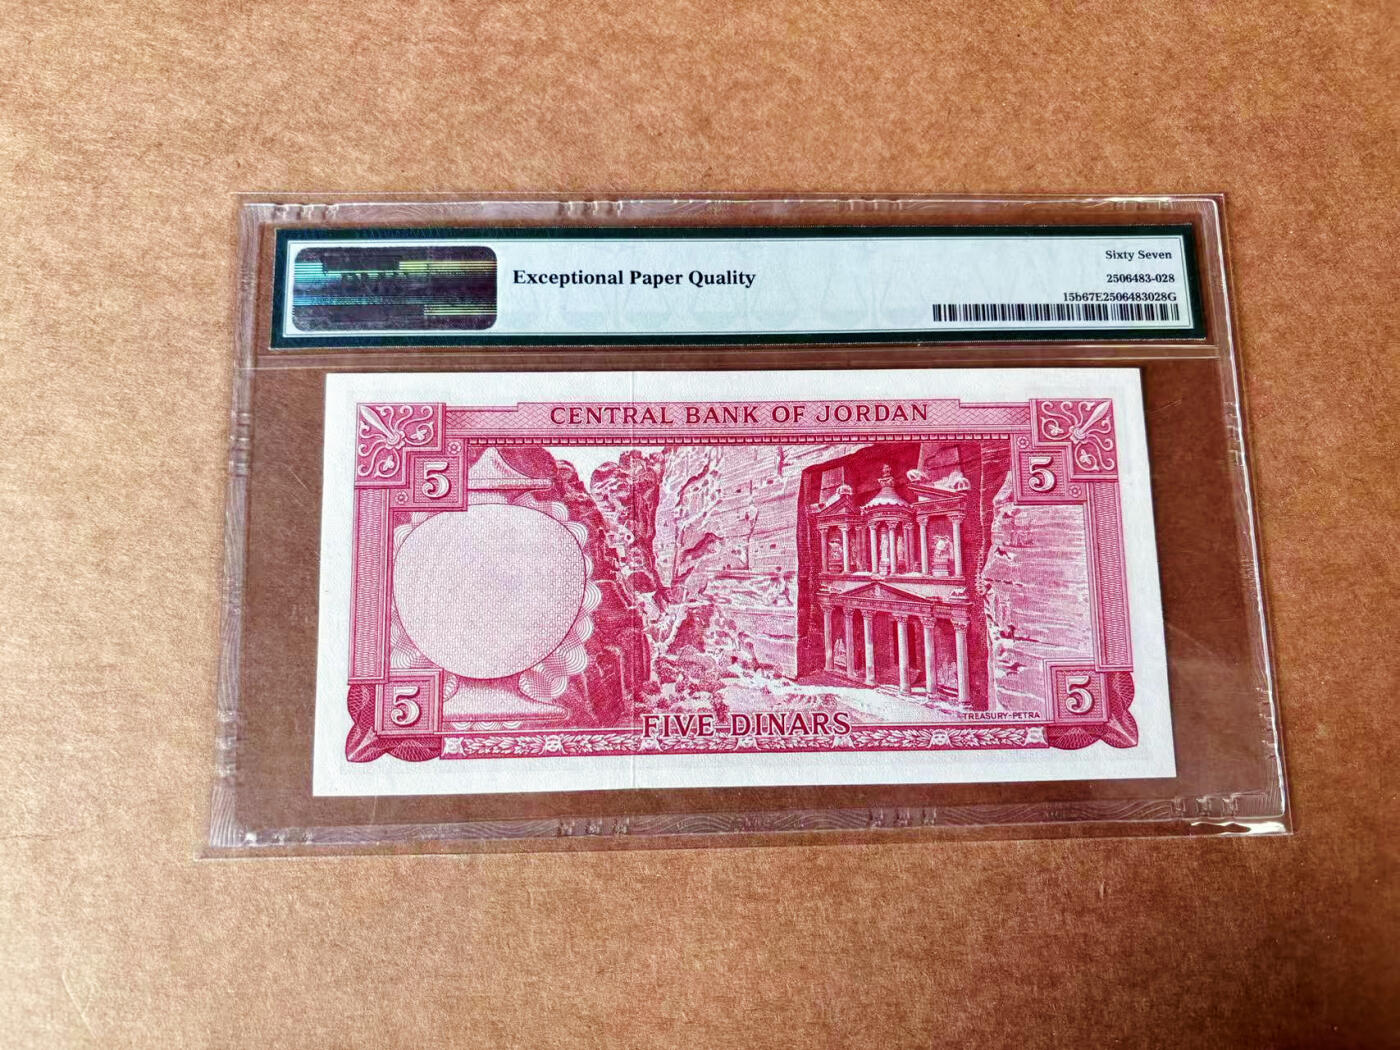 Exceptional Paper Quality
Sixty Seven
2506483-028
15b67E2506483028G
CENTRAL BANK OF JORDAN
5
5
5
5
TREASURY-PETRA
FIVE DINARS